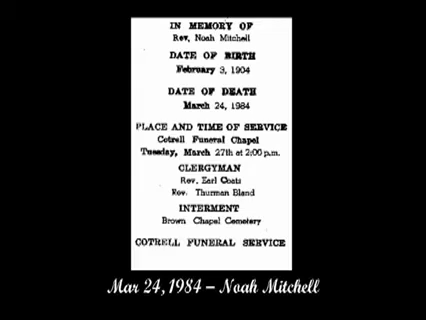 IN MEMORY OF
Rev. Noah Mitchell
DATE OF BIRTH
February 3, 1904
DATE OF DEATH
March 24, 1984
PLACE AND TIME OF SERVICE
Cotrell Funeral Chapel
Tuesday, March 27th at 2:00 p.m.
CLERGYMAN
Rev. Earl Coats
Rev. Thurman Bland
INTERMENT
Brown Chapel Cemetery
COTRELL FUNERAL SERVICE
Mar 24, 1984 – Noah Mitchell